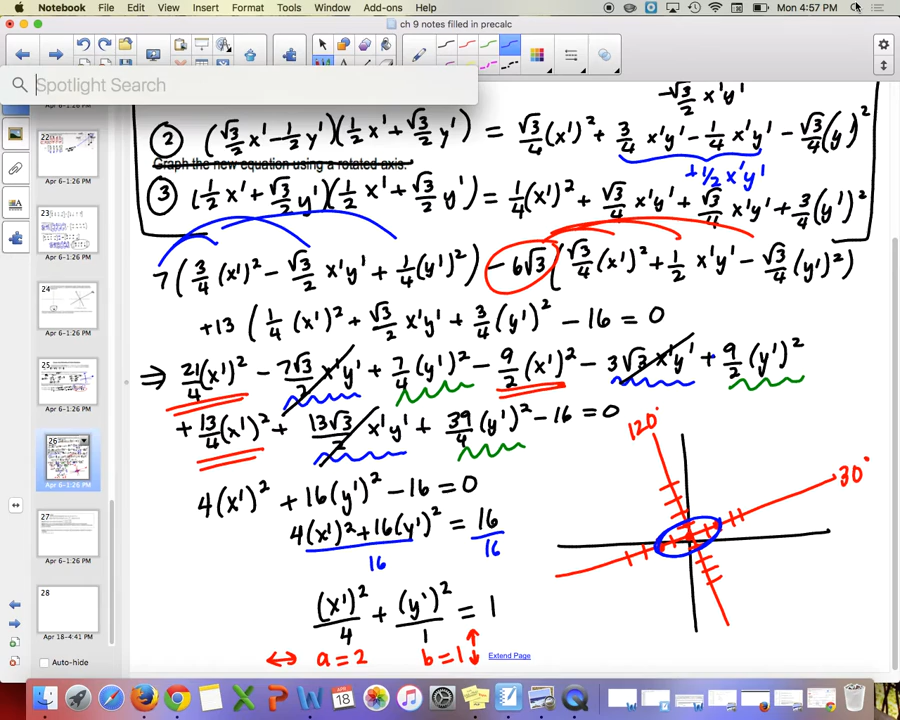 Notebook File Edit View Insert Format Tools Window Add-ons Help
Mon 4:57 PM
ch 9 notes filled in precalc
Spotlight Search
Apr 6-1:26 PM
22
Apr 6-1:26 PM
23
Apr 6-1:26 PM
24
Apr 6-1:26 PM
25
Apr 6-1:26 PM
26
Apr 6-1:26 PM
27
Apr 6-1:26 PM
28
Apr 18-4:41 PM
Auto-hide
-√3/2 x'y'
② (√3/2 x' - 1/2 y')(1/2 x' + √3/2 y') = √3/4 (x')² + 3/4 x'y' - 1/4 x'y' - √3/4 (y')²
Graph the new equation using a rotated axis.
+1/2 x'y'
③ (1/2 x' + √3/2 y')(1/2 x' + √3/2 y') = 1/4 (x')² + √3/4 x'y' + √3/4 x'y' + 3/4 (y')²
7 (3/4 (x')² - √3/2 x'y' + 1/4 (y')²) - 6√3 (√3/4 (x')² + 1/2 x'y' - √3/4 (y')²)
+13 (1/4 (x')² + √3/2 x'y' + 3/4 (y')² - 16 = 0
⇒ 21/4 (x')² - 7√3/2 x'y' + 7/4 (y')² - 9/2 (x')² - 3√3 x'y' + 9/2 (y')²
+ 13/4 (x')² + 13√3/2 x'y' + 39/4 (y')² - 16 = 0
4(x')² + 16(y')² - 16 = 0
4(x')² + 16(y')² = 16
16 16
(x')²/4 + (y')²/1 = 1
↔ a = 2 b = 1 ↕
Extend Page
120°
30°
APR
18